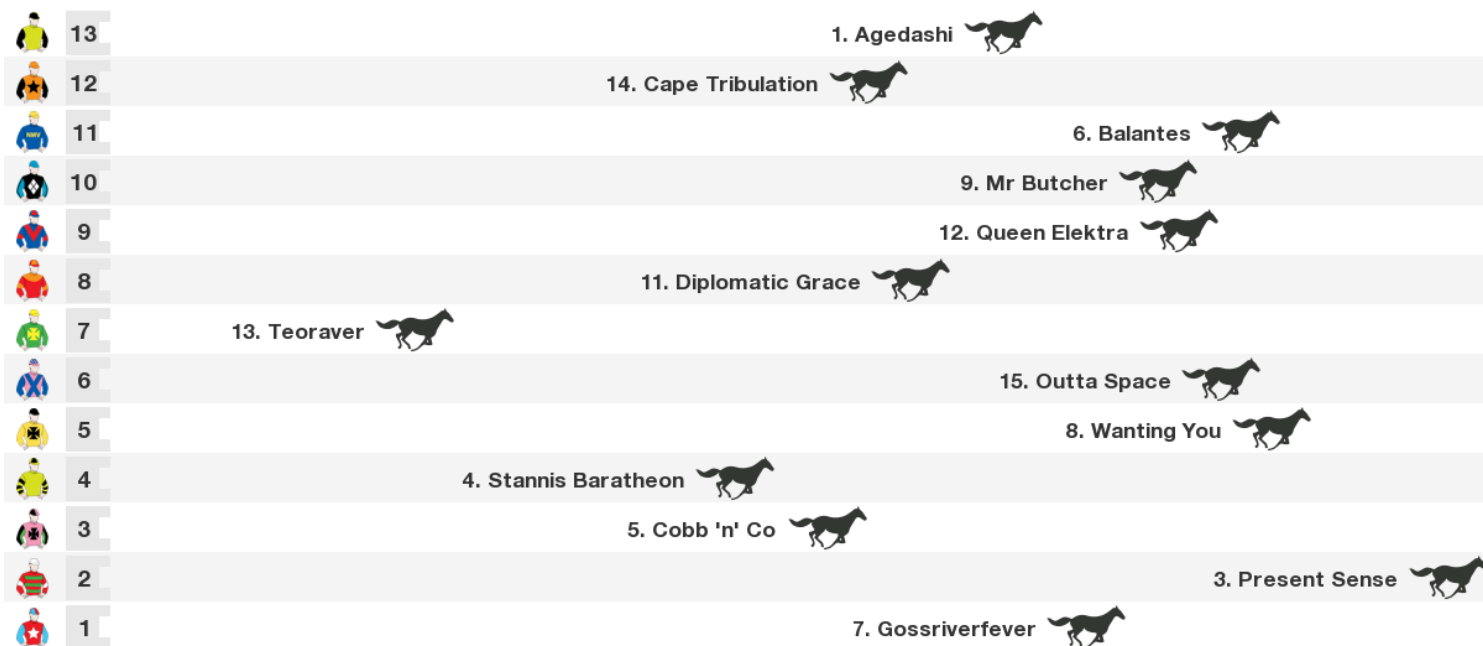 13 1. Agedashi
12 14. Cape Tribulation
NMV 11 6. Balantes
10 9. Mr Butcher
9 12. Queen Elektra
8 11. Diplomatic Grace
7 13. Teoraver
6 15. Outta Space
5 8. Wanting You
4 4. Stannis Baratheon
3 5. Cobb 'n' Co
2 3. Present Sense
1 7. Gossriverfever